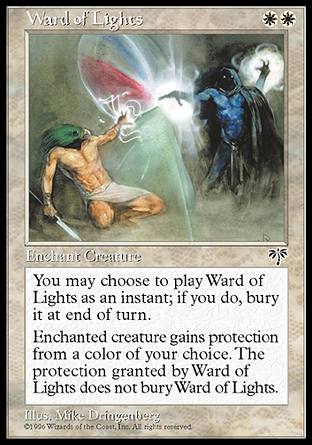 Ward of Lights
Enchant Creature
You may choose to play Ward of
Lights as an instant; if you do, bury
it at end of turn.
Enchanted creature gains protection
from a color of your choice. The
protection granted by Ward of
Lights does not bury Ward of Lights.
Illus. Mike Dringenberg
©1996 Wizards of the Coast, Inc. All rights reserved.